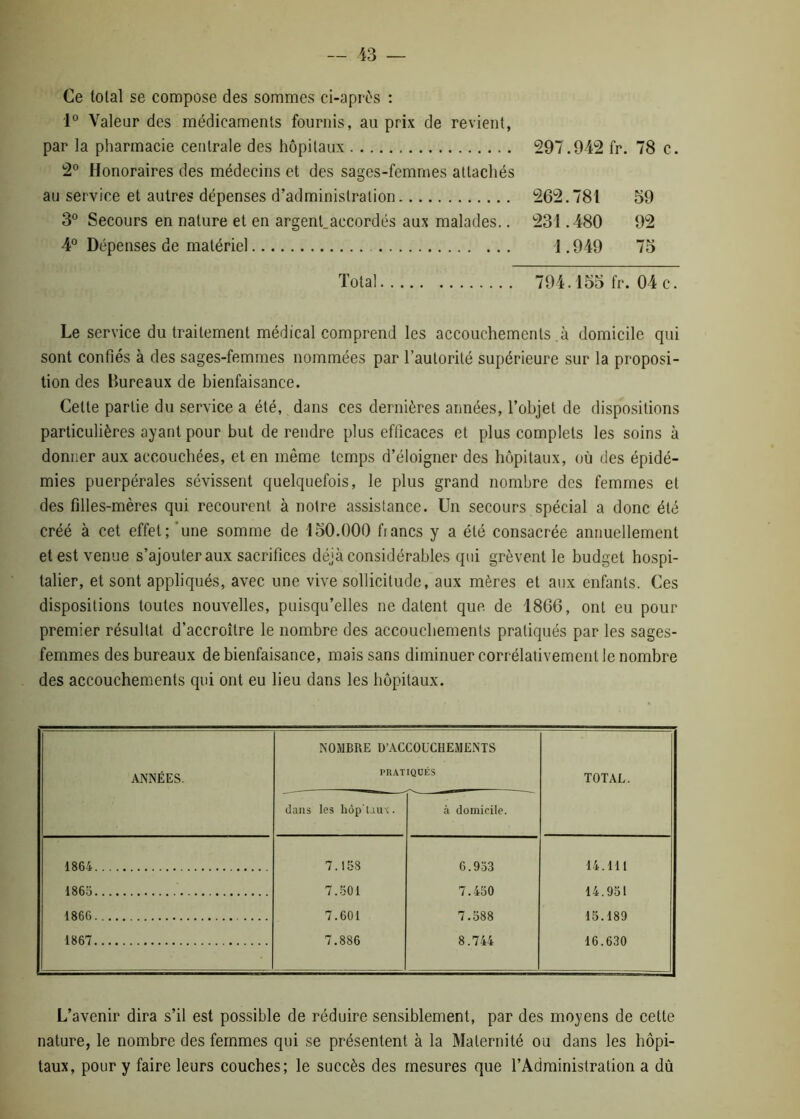 — 43 —
Ce total se compose des sommes ci-après :
1° Valeur des médicaments fournis, au prix de revient,
par la pharmacie centrale des hôpitaux.................. 297.942 fr. 78 c.
2° Honoraires des médecins et des sages-femmes attachés
au service et autres dépenses d'administration............. 262.781 59
3° Secours en nature et en argent accordés aux malades.. 231.480 92
4° Dépenses de matériel........................... 1.949 75
Total............... 794.155 fr. 04 c.
Le service du traitement médical comprend les accouchements à domicile qui
sont confiés à des sages-femmes nommées par l'autorité supérieure sur la proposi-
tion des Bureaux de bienfaisance.
Cette partie du service a été, dans ces dernières années, l'objet de dispositions
particulières ayant pour but de rendre plus efficaces et plus complets les soins à
donner aux accouchées, et en même temps d'éloigner des hôpitaux, où des épidé-
mies puerpérales sévissent quelquefois, le plus grand nombre des femmes et
des filles-mères qui recourent à notre assistance. Un secours spécial a donc été
créé à cet effet; une somme de 150.000 francs y a été consacrée annuellement
et est venue s'ajouter aux sacrifices déjà considérables qui grèvent le budget hospi-
talier, et sont appliqués, avec une vive sollicitude, aux mères et aux enfants. Ces
dispositions toutes nouvelles, puisqu'elles ne datent que de 1866, ont eu pour
premier résultat d'accroître le nombre des accouchements pratiqués par les sages-
femmes des bureaux de bienfaisance, mais sans diminuer corrélativement le nombre
des accouchements qui ont eu lieu dans les hôpitaux.
ANNÉES. NOMBRE D'ACCOUCHEMENTS PRATIQUÉS TOTAL.
dans les hôpitaux. à domicile.
1864....................... 7.158 6.953 14.111
1865....................... 7.501 7.450 14.951
1866....................... 7.601 7.588 15.189
1867....................... 7.886 8.744 16.630
L'avenir dira s'il est possible de réduire sensiblement, par des moyens de cette
nature, le nombre des femmes qui se présentent à la Maternité ou dans les hôpi-
taux, pour y faire leurs couches; le succès des mesures que l'Administration a dû